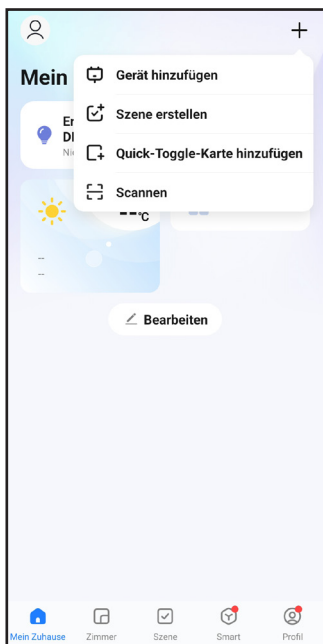 Mein
Gerät hinzufügen
Szene erstellen
Quick-Toggle-Karte hinzufügen
Scannen
°C
--
--
Bearbeiten
Mein Zuhause
Zimmer
Szene
Smart
Profil